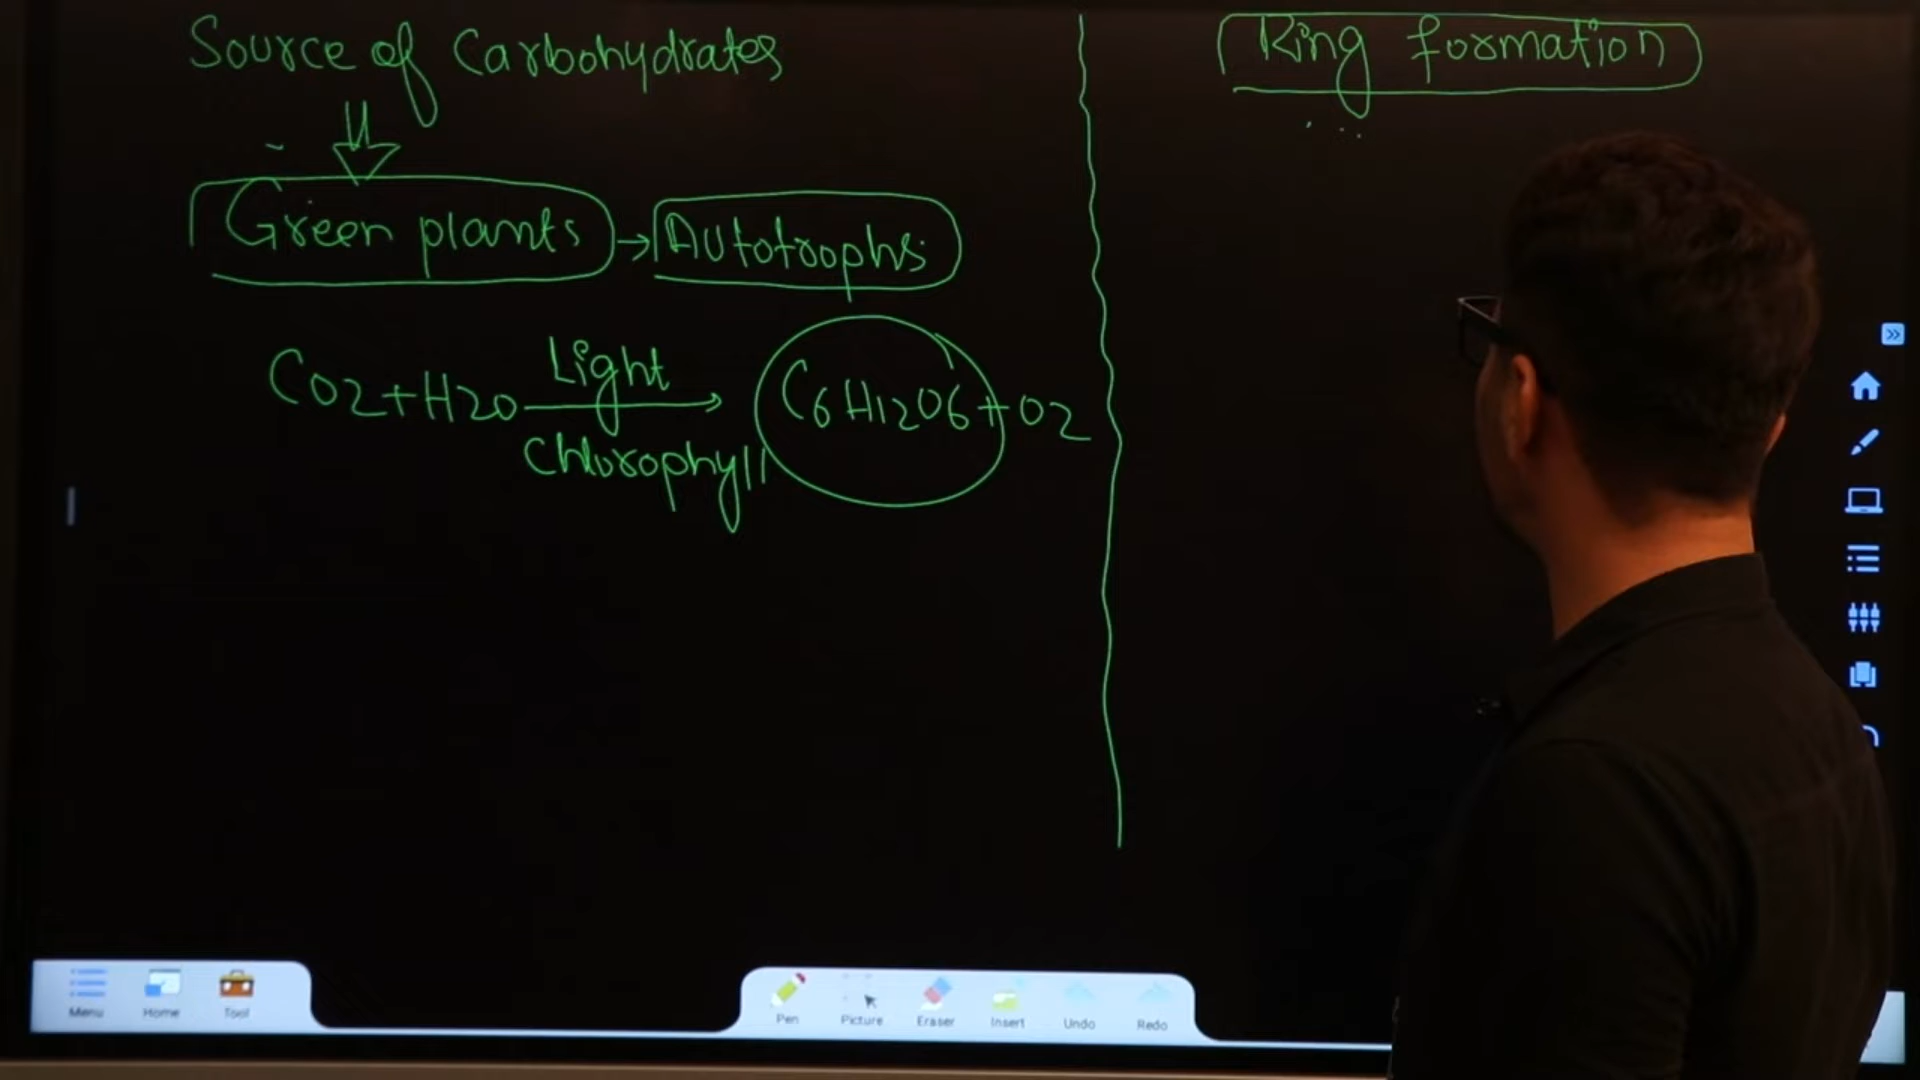 Source of Carbohydrates
Green plants → Autotrophs
CO2+H2O Light → C6H12O6+O2
Chlorophyll
Ring formation
Menu Home Tool
Pen Picture Eraser Insert Undo Redo